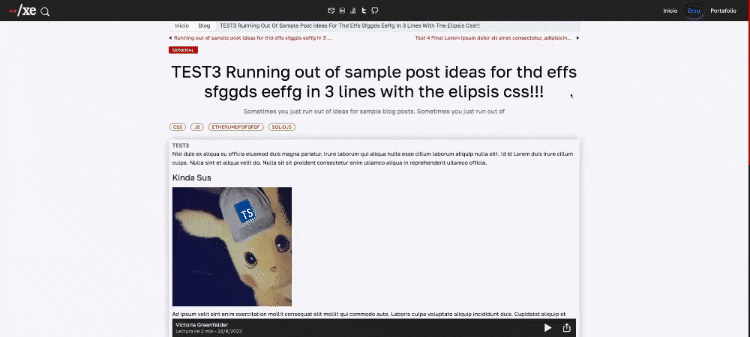 /xe
Inicio
Blog
Portafolio
Inicio Blog TEST3 Running Out Of Sample Post Ideas For Thd Effs Sfggds Eeffg In 3 Lines With The Elipsis Css!!!
Running out of sample post ideas for thd effs sfggds eeffg in 3 ...
Test 4 Final Lorem ipsum dolor sit amet consectetur, adipisicin...
GENERAL
TEST3 Running out of sample post ideas for thd effs
sfggds eeffg in 3 lines with the elipsis css!!!
Sometimes you just run out of ideas for sample blog posts. Sometimes you just run out of
CSS JS ETHERUMDFDFDFDF SOLIDJS
TEST3
Nisi duis ex aliqua eu officia eiusmod duis magna pariatur. Irure laborum qui aliqua nulla esse cillum laborum aliquip nulla elit. Id id Lorem duis irure cillum
culpa. Nulla sint et aliqua velit do. Nulla sit sit proident consectetur enim ullamco aliqua in reprehenderit ullamco officia.
Kinda Sus
TS
Ad ipsum velit sint enim exercitation mollit consequat elit mollit qui commodo aute. Laboris culpa voluptate aliquip incididunt duis. Cupidatat aliquip et
Victoria Greenfelder
Lectura de 2 min - 22/8/2023